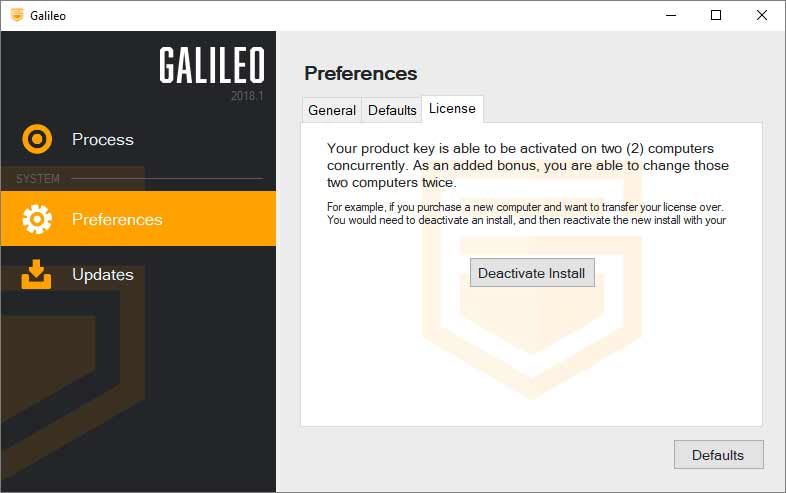 Galileo
GALILEO
2018.1
Process
SYSTEM
Preferences
Updates
Preferences
General
Defaults
License
Your product key is able to be activated on two (2) computers
concurrently. As an added bonus, you are able to change those
two computers twice.
For example, if you purchase a new computer and want to transfer your license over.
You would need to deactivate an install, and then reactivate the new install with your
Deactivate Install
Defaults